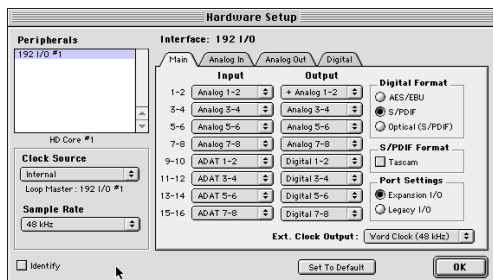 Hardware Setup
Peripherals
192 I/O #1
HD Core #1
Clock Source
Internal
Loop Master: 192 I/O #1
Sample Rate
48 kHz
Identify
Interface: 192 I/O
Main Analog In Analog Out Digital
Input Output
1-2 Analog 1-2 + Analog 1-2
3-4 Analog 3-4 Analog 3-4
5-6 Analog 5-6 Analog 5-6
7-8 Analog 7-8 Analog 7-8
9-10 ADAT 1-2 Digital 1-2
11-12 ADAT 3-4 Digital 3-4
13-14 ADAT 5-6 Digital 5-6
15-16 ADAT 7-8 Digital 7-8
Digital Format
AES/EBU
S/PDIF
Optical (S/PDIF)
S/PDIF Format
Tascam
Port Settings
Expansion I/O
Legacy I/O
Ext. Clock Output: Word Clock (48 kHz)
Set To Default
OK